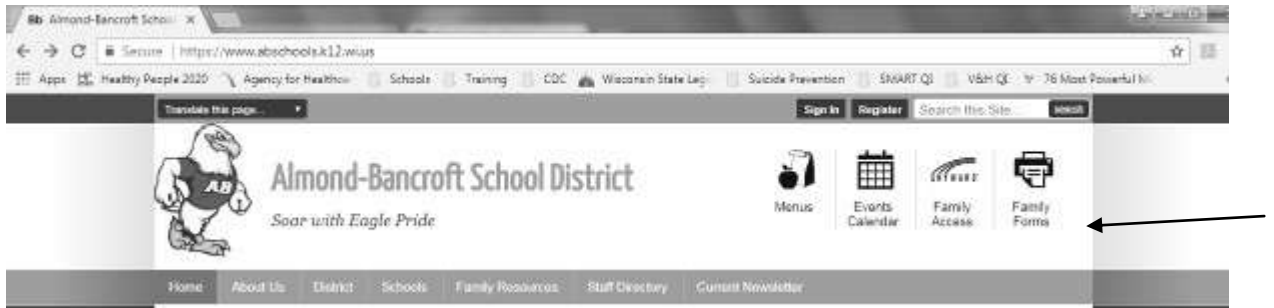 Bb Almond-Bancroft School ×
Secure | https://www.abschools.k12.wi.us
Apps Healthy People 2020 Agency for Healthca Schools Training CDC Wisconsin State Leg Suicide Prevention SMART QI V&H QI 76 Most Powerful
Translate this page... Sign In Register Search this Site... search
AB
Almond-Bancroft School District
Soar with Eagle Pride
Menus Events Calendar Family Access Family Forms
SKYWARD
Home About Us District Schools Family Resources Staff Directory Current Newsletter